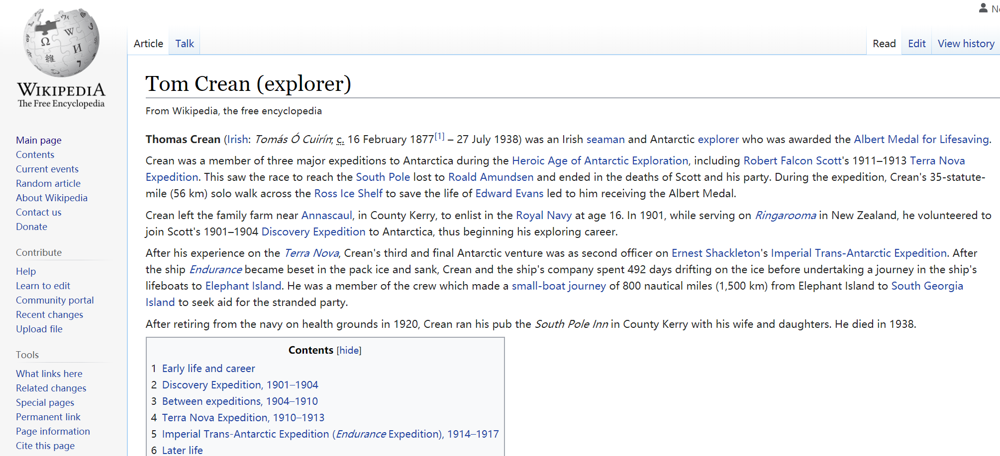 No
Article Talk Read Edit View history
WIKIPEDIA
The Free Encyclopedia
Tom Crean (explorer)
From Wikipedia, the free encyclopedia
Main page
Contents
Current events
Random article
About Wikipedia
Contact us
Donate
Contribute
Help
Learn to edit
Community portal
Recent changes
Upload file
Tools
What links here
Related changes
Special pages
Permanent link
Page information
Cite this page
Thomas Crean (Irish: Tomás Ó Cuirín; c. 16 February 1877[1] – 27 July 1938) was an Irish seaman and Antarctic explorer who was awarded the Albert Medal for Lifesaving.
Crean was a member of three major expeditions to Antarctica during the Heroic Age of Antarctic Exploration, including Robert Falcon Scott's 1911–1913 Terra Nova
Expedition. This saw the race to reach the South Pole lost to Roald Amundsen and ended in the deaths of Scott and his party. During the expedition, Crean's 35-statute-
mile (56 km) solo walk across the Ross Ice Shelf to save the life of Edward Evans led to him receiving the Albert Medal.
Crean left the family farm near Annascaul, in County Kerry, to enlist in the Royal Navy at age 16. In 1901, while serving on Ringarooma in New Zealand, he volunteered to
join Scott's 1901–1904 Discovery Expedition to Antarctica, thus beginning his exploring career.
After his experience on the Terra Nova, Crean's third and final Antarctic venture was as second officer on Ernest Shackleton's Imperial Trans-Antarctic Expedition. After
the ship Endurance became beset in the pack ice and sank, Crean and the ship's company spent 492 days drifting on the ice before undertaking a journey in the ship's
lifeboats to Elephant Island. He was a member of the crew which made a small-boat journey of 800 nautical miles (1,500 km) from Elephant Island to South Georgia
Island to seek aid for the stranded party.
After retiring from the navy on health grounds in 1920, Crean ran his pub the South Pole Inn in County Kerry with his wife and daughters. He died in 1938.
Contents [hide]
1 Early life and career
2 Discovery Expedition, 1901–1904
3 Between expeditions, 1904–1910
4 Terra Nova Expedition, 1910–1913
5 Imperial Trans-Antarctic Expedition (Endurance Expedition), 1914–1917
6 Later life